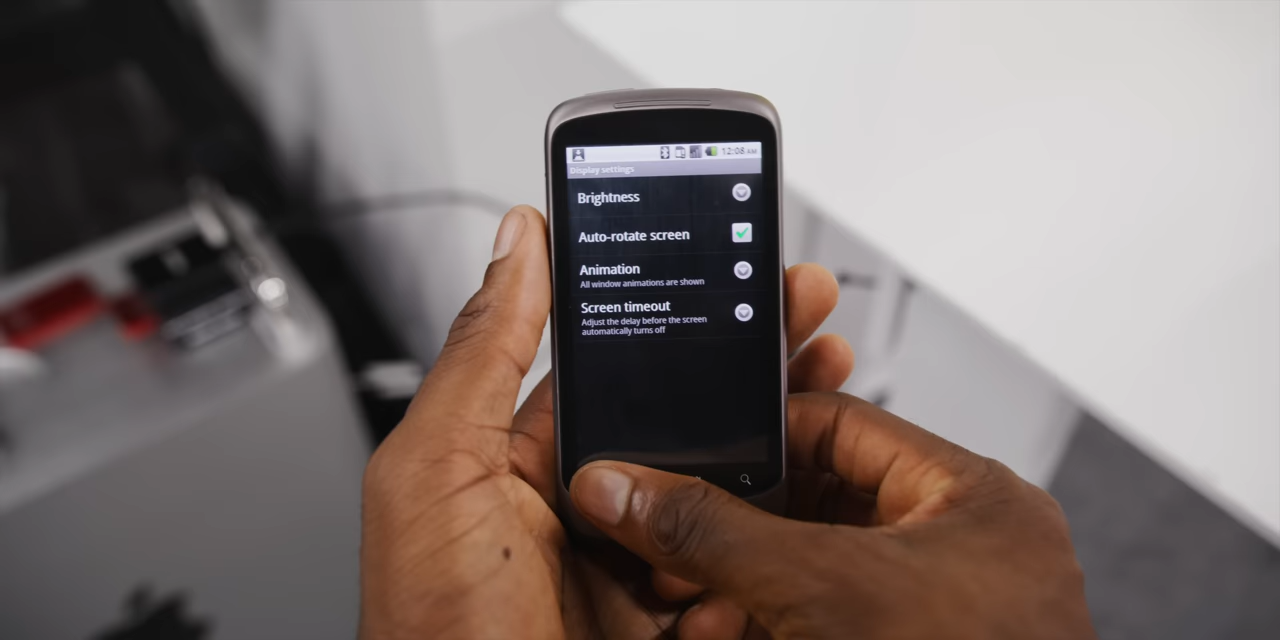 12:08 AM
Display settings
Brightness
Auto-rotate screen
Animation
All window animations are shown
Screen timeout
Adjust the delay before the screen
automatically turns off